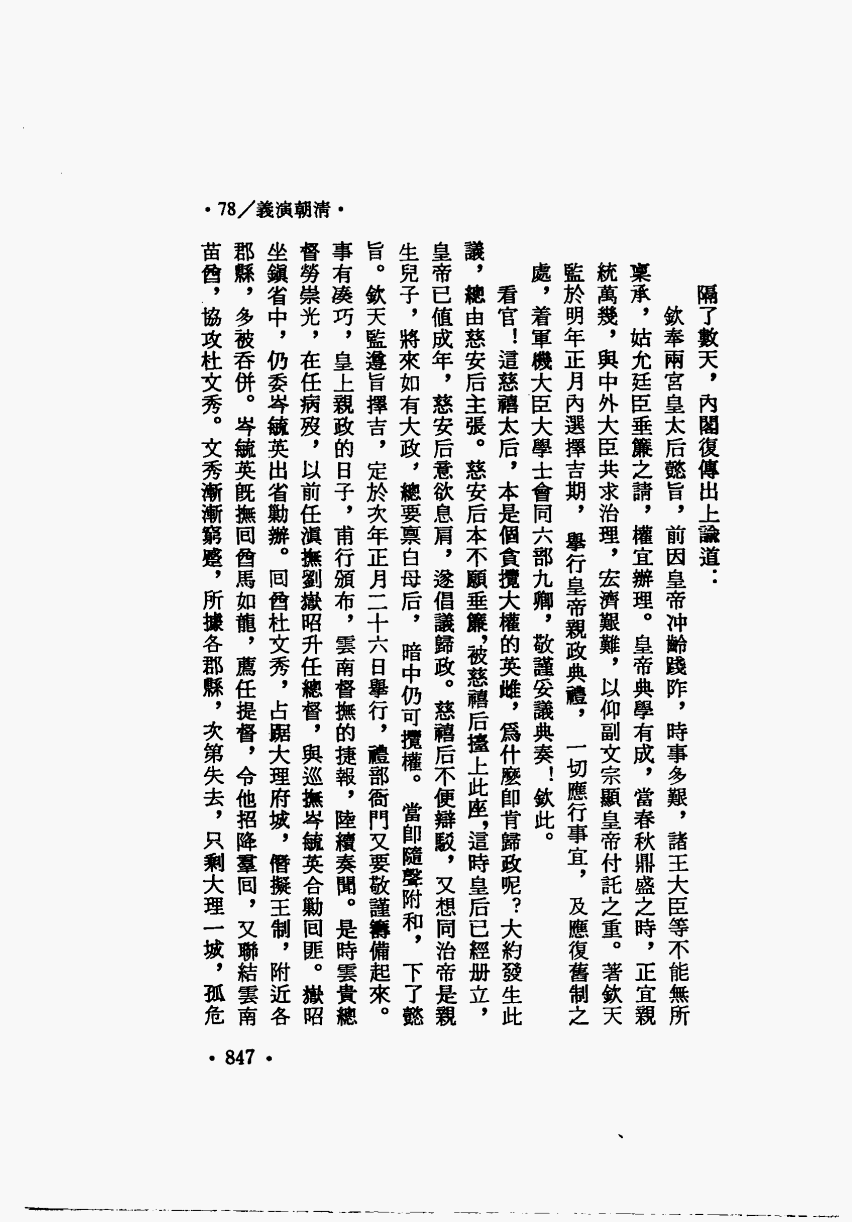 •78／義演朝清•
隔了數天，內閣復傳出上諭道：
欽奉兩宮皇太后懿旨，前因皇帝冲齡踐阼，時事多艱，諸王大臣等不能無所
稟承，姑允廷臣垂簾之請，權宜辦理。皇帝典學有成，當春秋鼎盛之時，正宜親
統萬幾，與中外大臣共求治理，宏濟艱難，以仰副文宗顯皇帝付託之重。著欽天
監於明年正月內選擇吉期，舉行皇帝親政典禮，一切應行事宜，及應復舊制之
處，着軍機大臣大學士會同六部九卿，敬謹妥議典奏！欽此。
看官！這慈禧太后，本是個貪攬大權的英雌，爲什麼卽肯歸政呢？大約發生此
議，總由慈安后主張。慈安后本不願垂簾，被慈禧后擡上此座，這時皇后已經册立，
皇帝已值成年，慈安后意欲息肩，遂倡議歸政。慈禧后不便辯駁，又想同治帝是親
生兒子，將來如有大政，總要禀白母后，暗中仍可攬權。當卽隨聲附和，下了懿
旨。欽天監遵旨擇吉，定於次年正月二十六日舉行，禮部衙門又要敬謹籌備起來。
事有湊巧，皇上親政的日子，甫行頒布，雲南督撫的捷報，陸續奏聞。是時雲貴總
督勞崇光，在任病歿，以前任滇撫劉嶽昭升任總督，與巡撫岑毓英合勦回匪。嶽昭
坐鎭省中，仍委岑毓英出省勦辦。回酋杜文秀，占踞大理府城，僭擬王制，附近各
郡縣，多被吞併。岑毓英旣撫回酋馬如龍，薦任提督，令他招降羣回，又聯結雲南
苗酋，協攻杜文秀。文秀漸漸窮蹙，所據各郡縣，次第失去，只剩大理一城，孤危
•847•